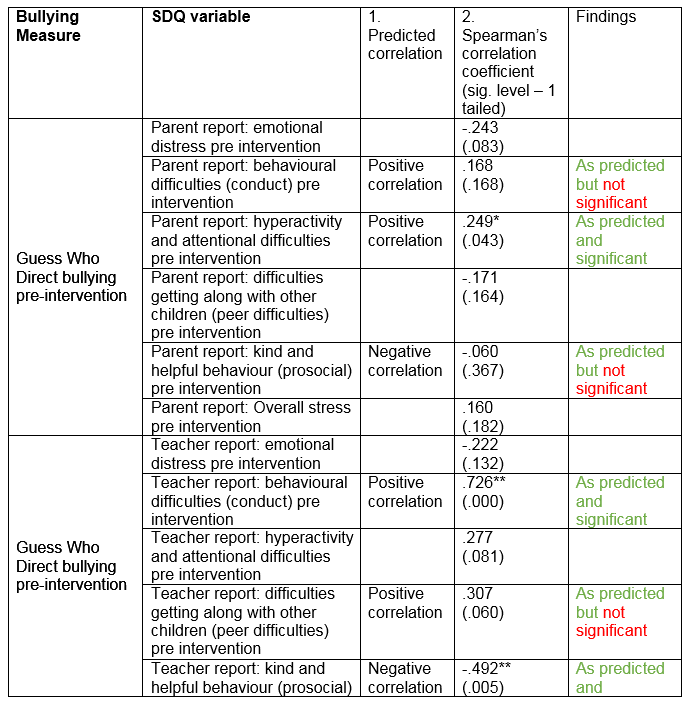 Bullying Measure
SDQ variable
1. Predicted correlation
2. Spearman's correlation coefficient (sig. level – 1 tailed)
Findings
Guess Who Direct bullying pre-intervention
Parent report: emotional distress pre intervention
-.243 (.083)
Parent report: behavioural difficulties (conduct) pre intervention
Positive correlation
.168 (.168)
As predicted but not significant
Parent report: hyperactivity and attentional difficulties pre intervention
Positive correlation
.249* (.043)
As predicted and significant
Parent report: difficulties getting along with other children (peer difficulties) pre intervention
-.171 (.164)
Parent report: kind and helpful behaviour (prosocial) pre intervention
Negative correlation
-.060 (.367)
As predicted but not significant
Parent report: Overall stress pre intervention
.160 (.182)
Guess Who Direct bullying pre-intervention
Teacher report: emotional distress pre intervention
-.222 (.132)
Teacher report: behavioural difficulties (conduct) pre intervention
Positive correlation
.726** (.000)
As predicted and significant
Teacher report: hyperactivity and attentional difficulties pre intervention
.277 (.081)
Teacher report: difficulties getting along with other children (peer difficulties) pre intervention
Positive correlation
.307 (.060)
As predicted but not significant
Teacher report: kind and helpful behaviour (prosocial)
Negative correlation
-.492** (.005)
As predicted and